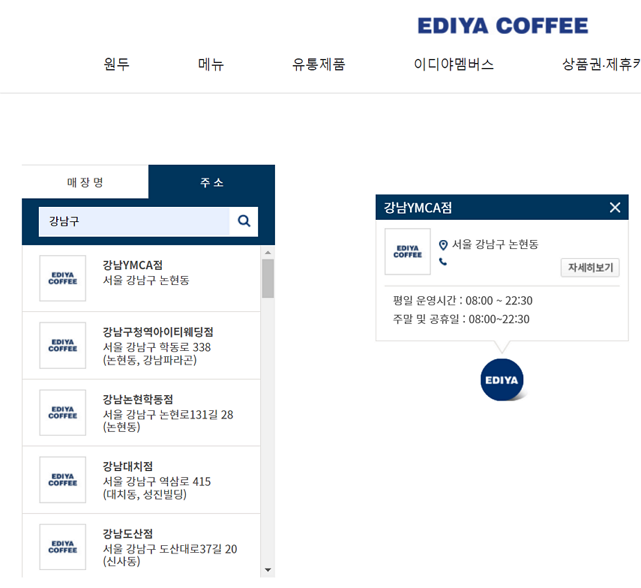 EDIYA COFFEE
원두 메뉴 유통제품 이디야멤버스 상품권·제휴카
매장명 주소
강남구
EDIYA COFFEE
강남YMCA점
서울 강남구 논현동
EDIYA COFFEE
강남구청역아이티웨딩점
서울 강남구 학동로 338
(논현동, 강남파라곤)
EDIYA COFFEE
강남논현학동점
서울 강남구 논현로131길 28
(논현동)
EDIYA COFFEE
강남대치점
서울 강남구 역삼로 415
(대치동, 성진빌딩)
EDIYA COFFEE
강남도산점
서울 강남구 도산대로37길 20
(신사동)
강남YMCA점
EDIYA COFFEE
서울 강남구 논현동
자세히보기
평일 운영시간 : 08:00 ~ 22:30
주말 및 공휴일 : 08:00~22:30
EDIYA